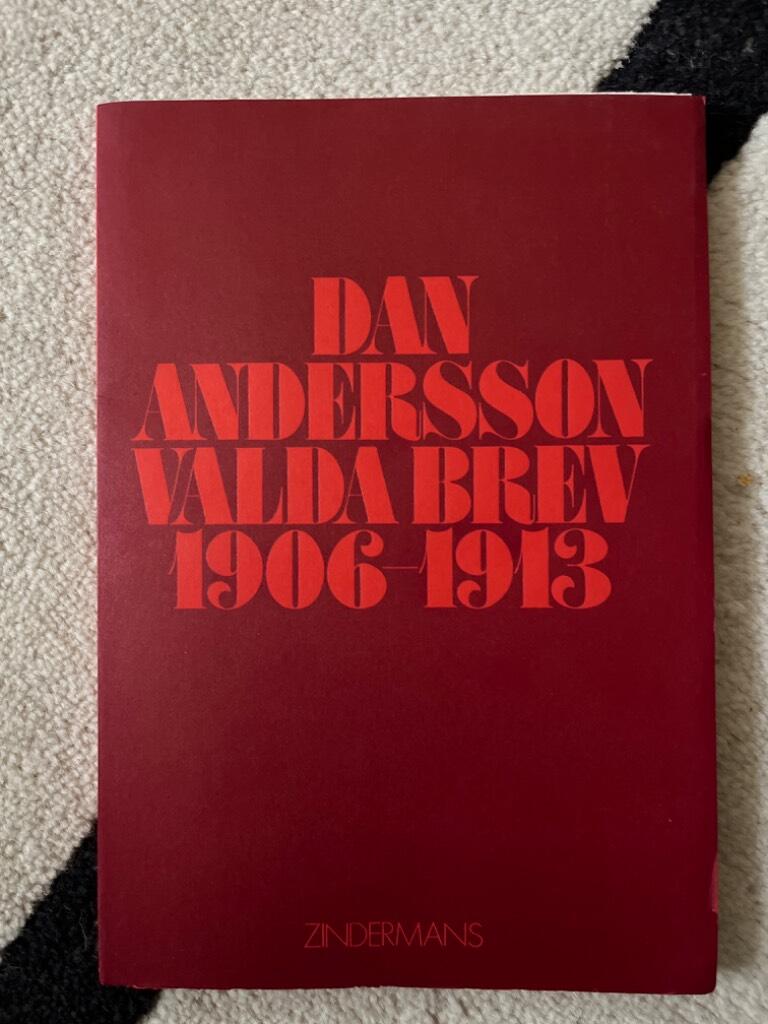 DAN
ANDERSSON
VALDA BREV
1906–1913
ZINDERMANS